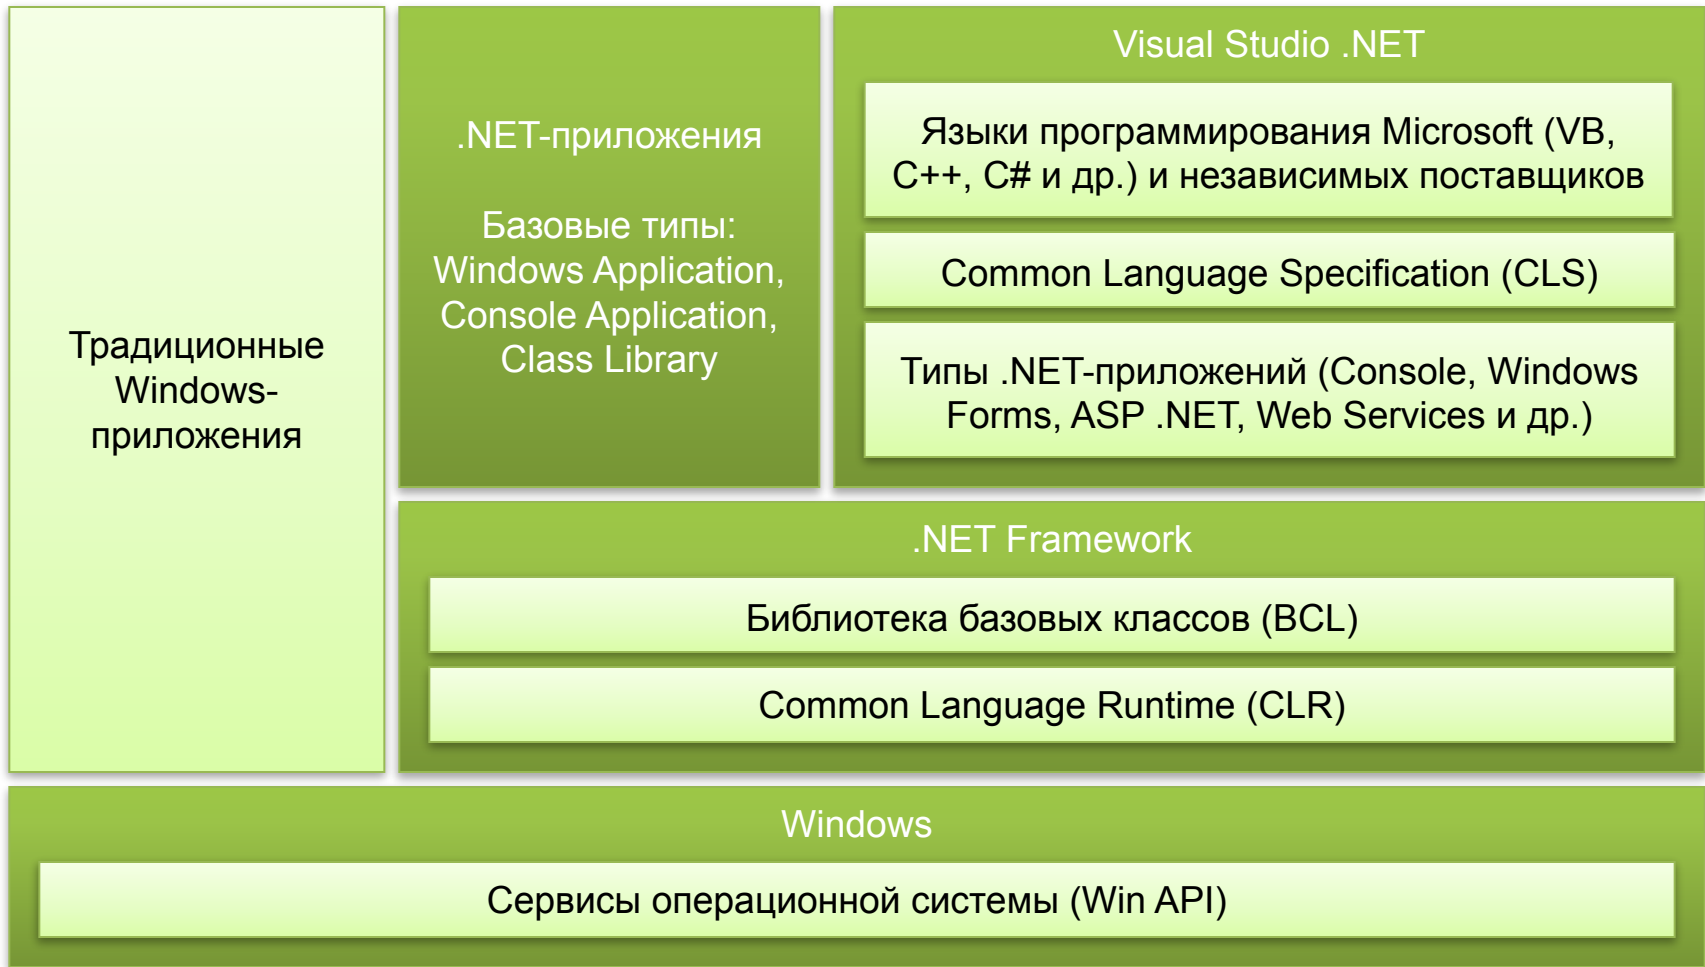 Традиционные
Windows-
приложения
.NET-приложения
Базовые типы:
Windows Application,
Console Application,
Class Library
Visual Studio .NET
Языки программирования Microsoft (VB,
C++, C# и др.) и независимых поставщиков
Common Language Specification (CLS)
Типы .NET-приложений (Console, Windows
Forms, ASP .NET, Web Services и др.)
.NET Framework
Библиотека базовых классов (BCL)
Common Language Runtime (CLR)
Windows
Сервисы операционной системы (Win API)